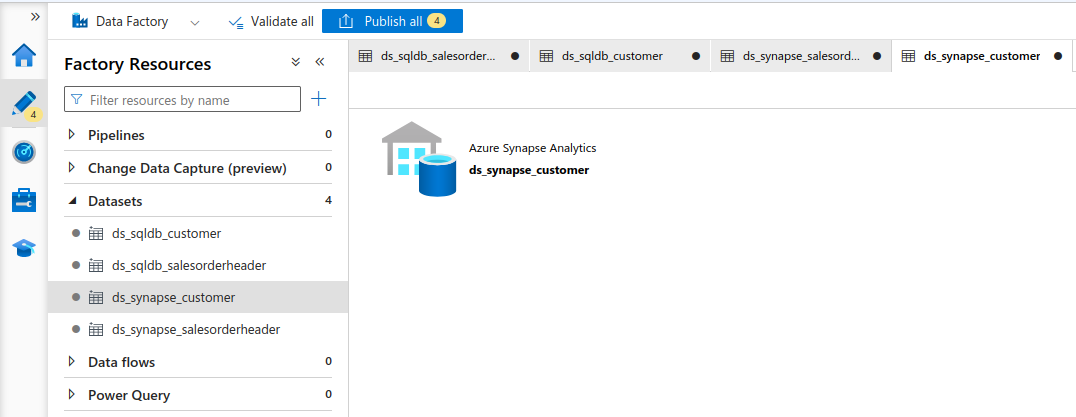 »
Data Factory
Validate all
Publish all 4
Factory Resources
Filter resources by name
4
Pipelines 0
Change Data Capture (preview) 0
Datasets 4
ds_sqldb_customer
ds_sqldb_salesorderheader
ds_synapse_customer
ds_synapse_salesorderheader
Data flows 0
Power Query 0
ds_sqldb_salesorder...
ds_sqldb_customer
ds_synapse_salesord...
ds_synapse_customer
Azure Synapse Analytics
ds_synapse_customer